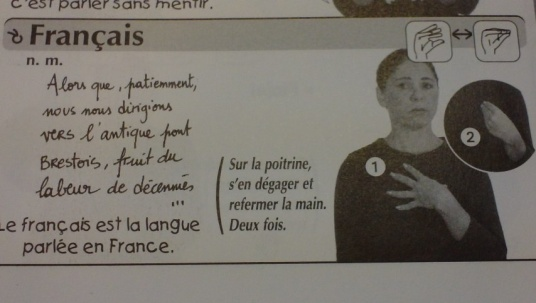 c'est parler sans mentir.
Français
n. m.
Alors que, patiemment,
nous nous dirigions
vers l'antique pont
Brestois, fruit du
labeur de décennies
...
Le français est la langue
parlée en France.
Sur la poitrine,
s'en dégager et
refermer la main.
Deux fois.
1
2